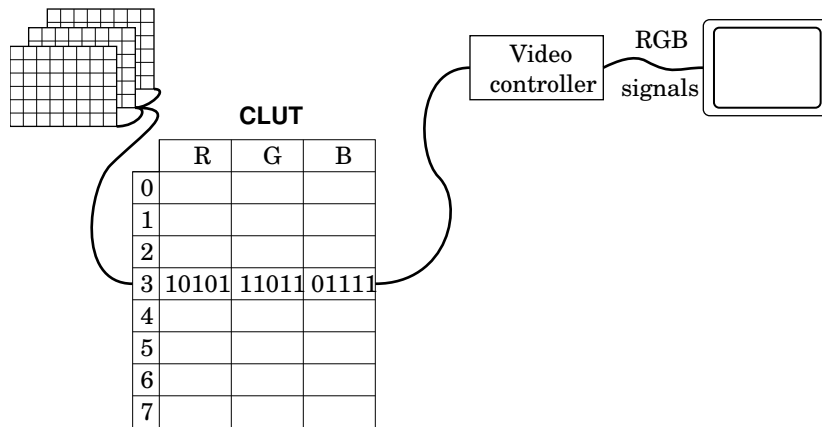 Video
controller
RGB
signals
CLUT
R G B
0
1
2
3 10101 11011 01111
4
5
6
7